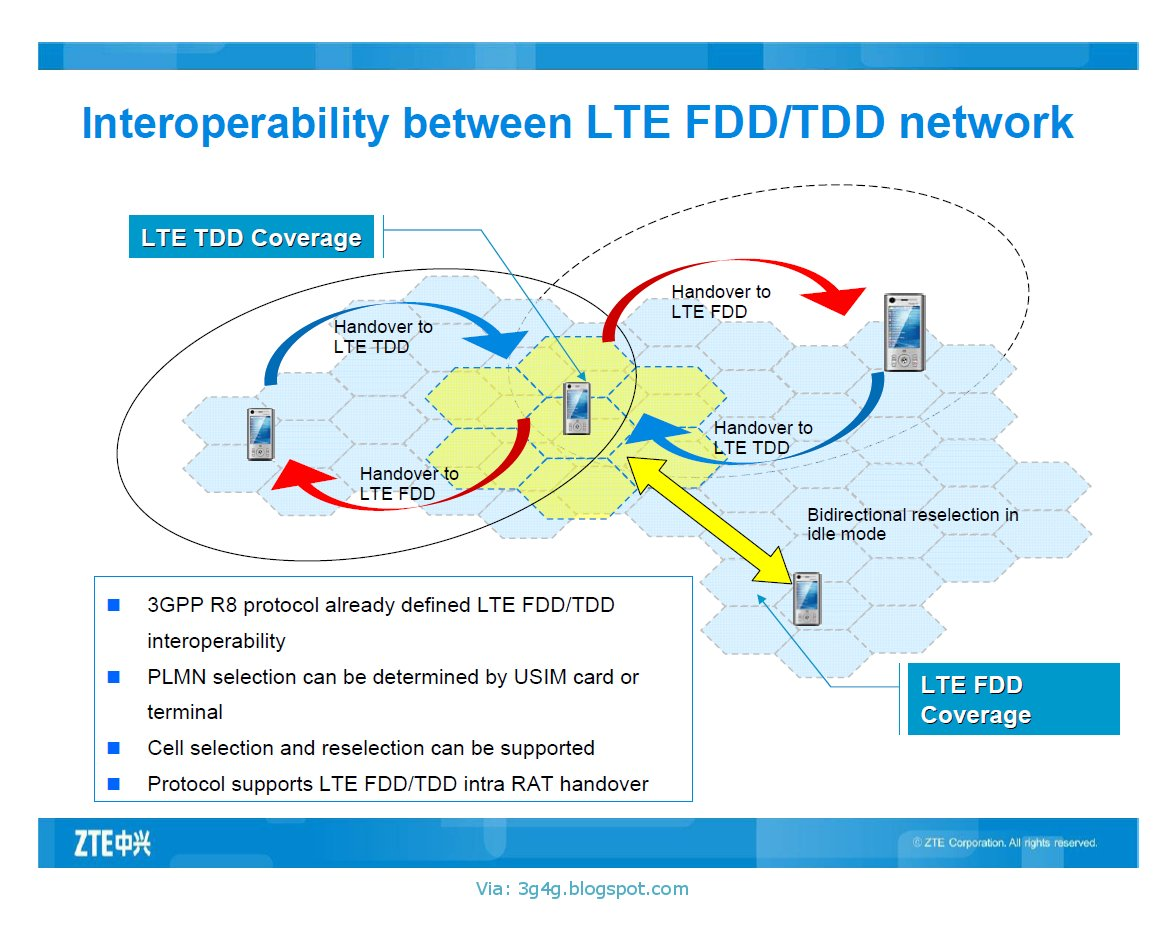 Interoperability between LTE FDD/TDD network
LTE TDD Coverage
Handover to
LTE FDD
Handover to
LTE TDD
Handover to
LTE TDD
Handover to
LTE FDD
Bidirectional reselection in
idle mode
3GPP R8 protocol already defined LTE FDD/TDD
interoperability
PLMN selection can be determined by USIM card or
terminal
Cell selection and reselection can be supported
Protocol supports LTE FDD/TDD intra RAT handover
LTE FDD
Coverage
ZTE中兴
© ZTE Corporation. All rights reserved.
Via: 3g4g.blogspot.com